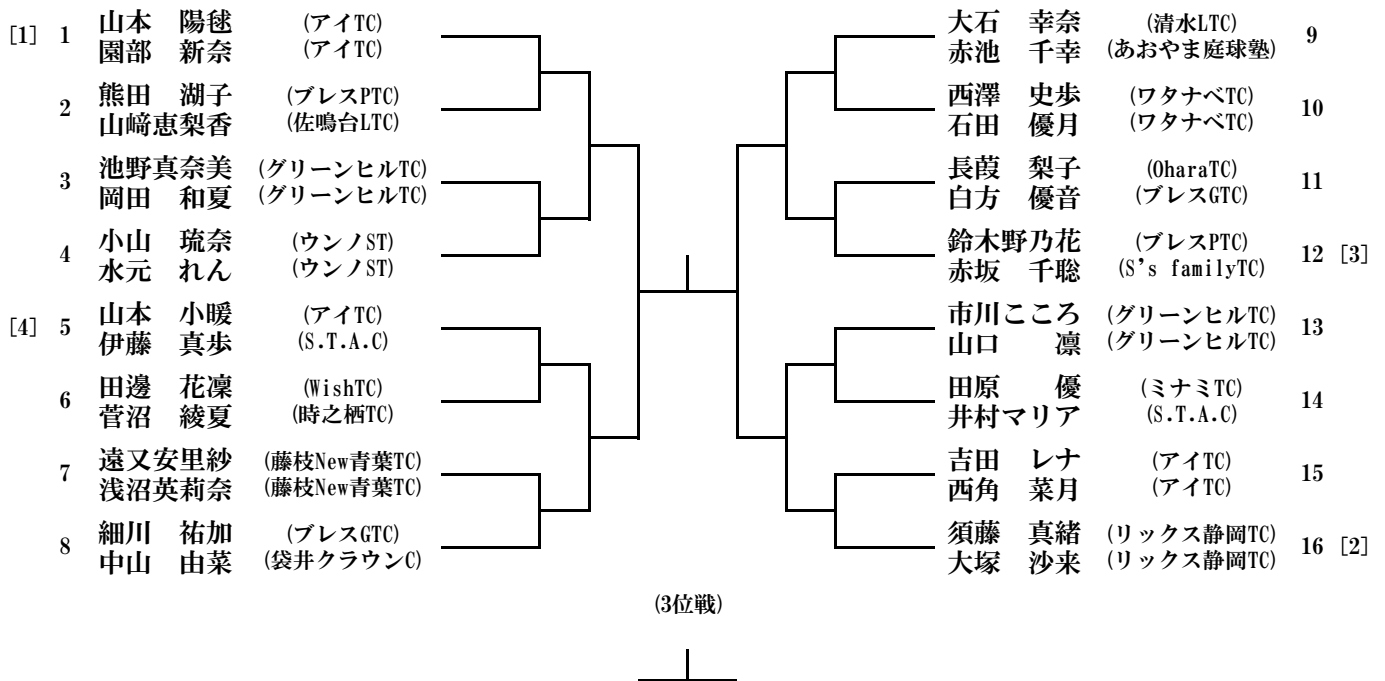 [1] 1 山本 陽毬 (アイTC)
園部 新奈 (アイTC)
2 熊田 湖子 (ブレスPTC)
山﨑恵梨香 (佐鳴台LTC)
3 池野真奈美 (グリーンヒルTC)
岡田 和夏 (グリーンヒルTC)
4 小山 琉奈 (ウンノST)
水元 れん (ウンノST)
[4] 5 山本 小暖 (アイTC)
伊藤 真歩 (S.T.A.C)
6 田邊 花凜 (WishTC)
菅沼 綾夏 (時之栖TC)
7 遠又安里紗 (藤枝New青葉TC)
浅沼英莉奈 (藤枝New青葉TC)
8 細川 祐加 (ブレスGTC)
中山 由菜 (袋井クラウンC)
大石 幸奈 (清水LTC) 9
赤池 千幸 (あおやま庭球塾)
西澤 史歩 (ワタナベTC) 10
石田 優月 (ワタナベTC)
長葭 梨子 (OharaTC) 11
白方 優音 (ブレスGTC)
鈴木野乃花 (ブレスPTC) 12 [3]
赤坂 千聡 (S's familyTC)
市川こころ (グリーンヒルTC) 13
山口 凛 (グリーンヒルTC)
田原 優 (ミナミTC) 14
井村マリア (S.T.A.C)
吉田 レナ (アイTC) 15
西角 菜月 (アイTC)
須藤 真緒 (リックス静岡TC) 16 [2]
大塚 沙来 (リックス静岡TC)
(3位戦)